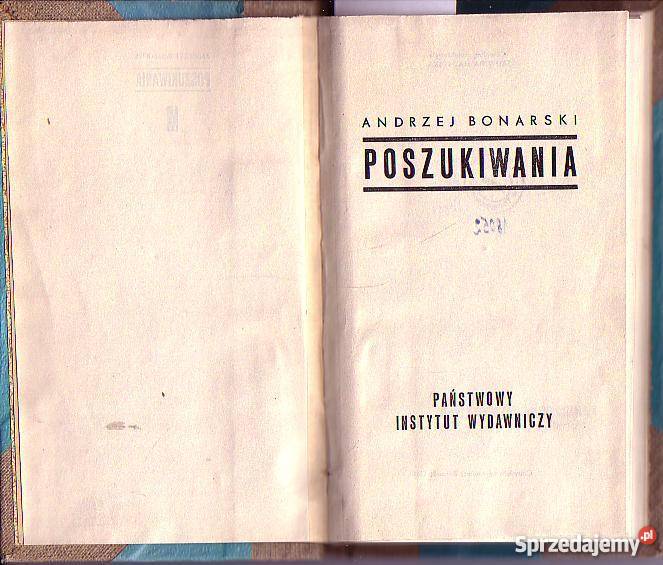 ANDRZEJ BONARSKI
POSZUKIWANIA
PAŃSTWOWY
INSTYTUT WYDAWNICZY
Sprzedajemy.pl